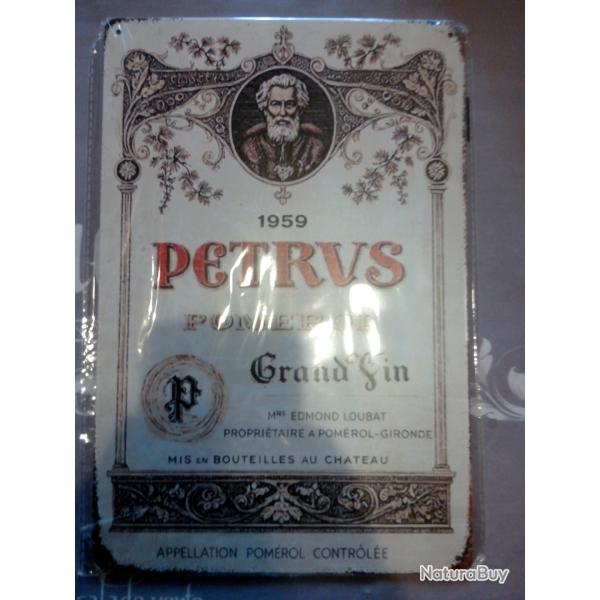 1959
PETRVS
POMEROL
Grand Vin
P
MME EDMOND LOUBAT
PROPRIÉTAIRE A POMÉROL-GIRONDE
MIS EN BOUTEILLES AU CHATEAU
APPELLATION POMÉROL CONTRÔLÉE
NaturaBuy